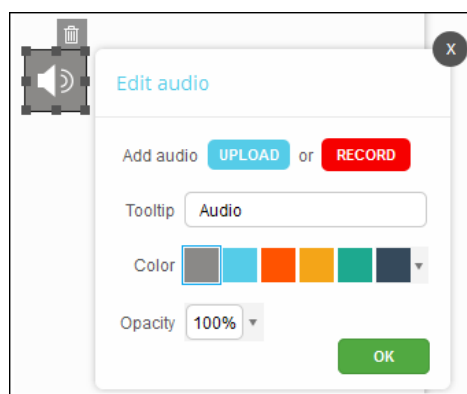 X
Edit audio
Add audio UPLOAD or RECORD
Tooltip Audio
Color
Opacity 100%
OK